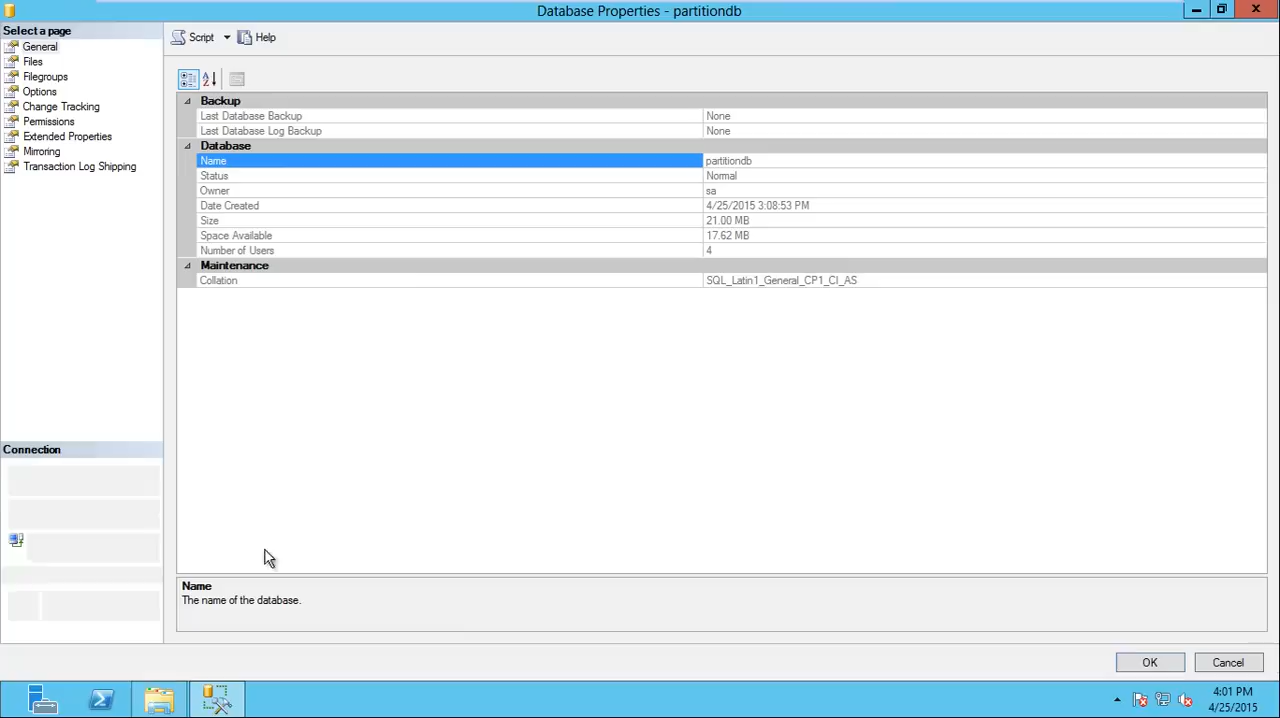 Database Properties - partitiondb
Select a page
General
Files
Filegroups
Options
Change Tracking
Permissions
Extended Properties
Mirroring
Transaction Log Shipping
Connection
Script Help
Backup
Last Database Backup None
Last Database Log Backup None
Database
Name partitiondb
Status Normal
Owner sa
Date Created 4/25/2015 3:08:53 PM
Size 21.00 MB
Space Available 17.62 MB
Number of Users 4
Maintenance
Collation SQL_Latin1_General_CP1_CI_AS
Name
The name of the database.
OK Cancel
4:01 PM
4/25/2015